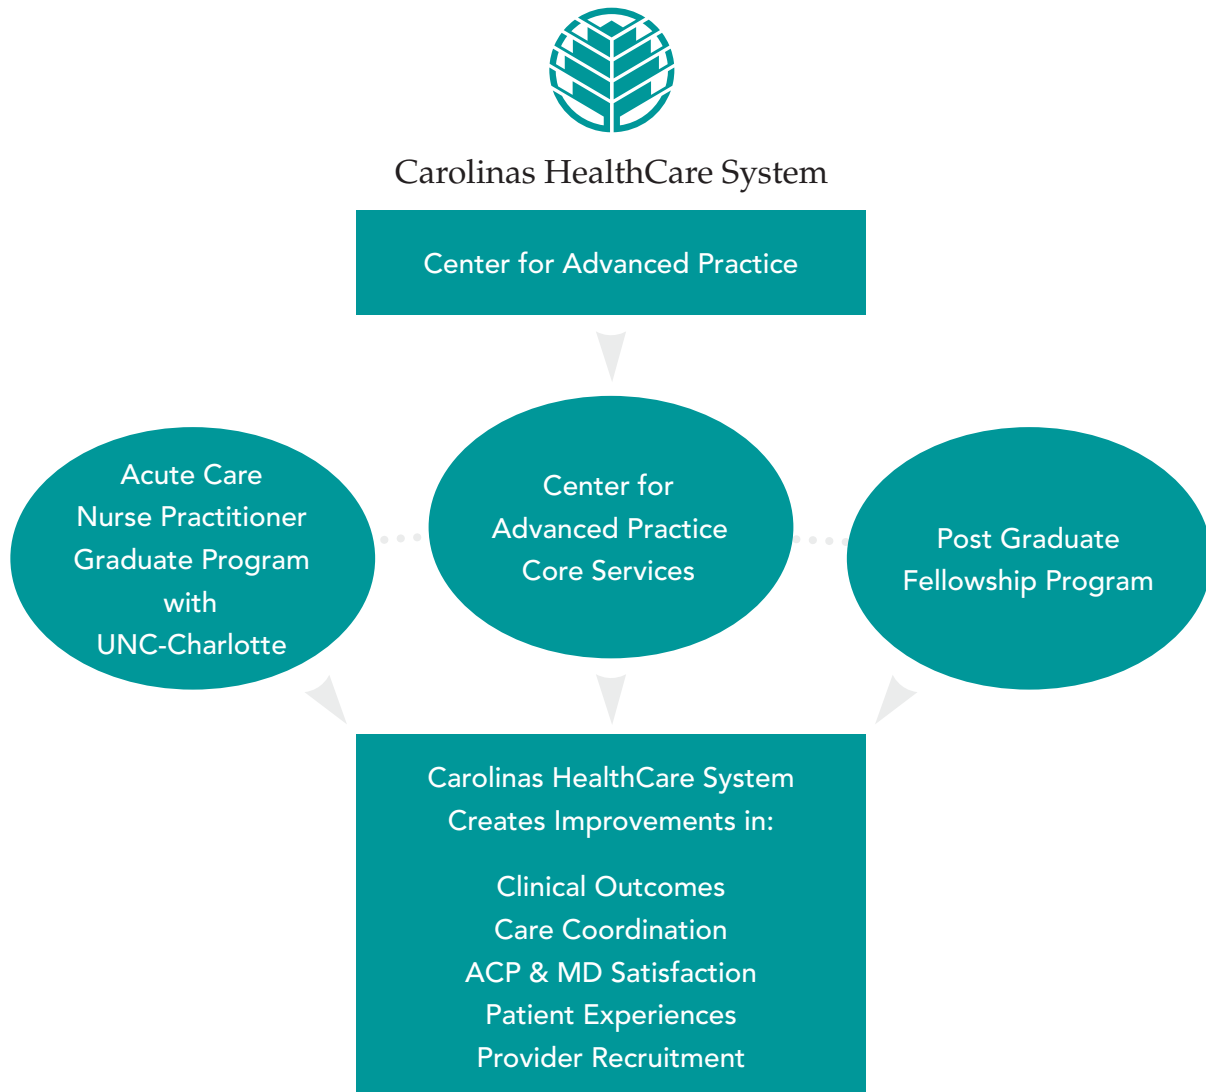 Carolinas HealthCare System
Center for Advanced Practice
Acute Care
Nurse Practitioner
Graduate Program
with
UNC-Charlotte
Center for
Advanced Practice
Core Services
Post Graduate
Fellowship Program
Carolinas HealthCare System
Creates Improvements in:
Clinical Outcomes
Care Coordination
ACP & MD Satisfaction
Patient Experiences
Provider Recruitment